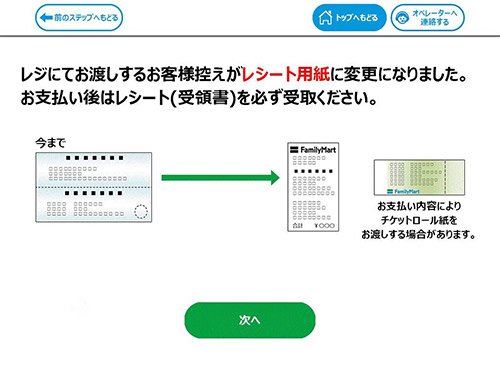 前のステップへもどる
トップへもどる
オペレーターへ
連絡する
レジにてお渡しするお客様控えがレシート用紙に変更になりました。
お支払い後はレシート(受領書)を必ず受取ください。
今まで
FamilyMart
合計 ¥○○○
FamilyMart
お支払い内容により
チケットロール紙を
お渡しする場合があります。
次へ